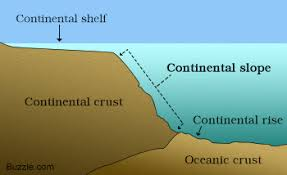 Continental shelf
Continental slope
Continental crust
Continental rise
Oceanic crust
Buzzle.com